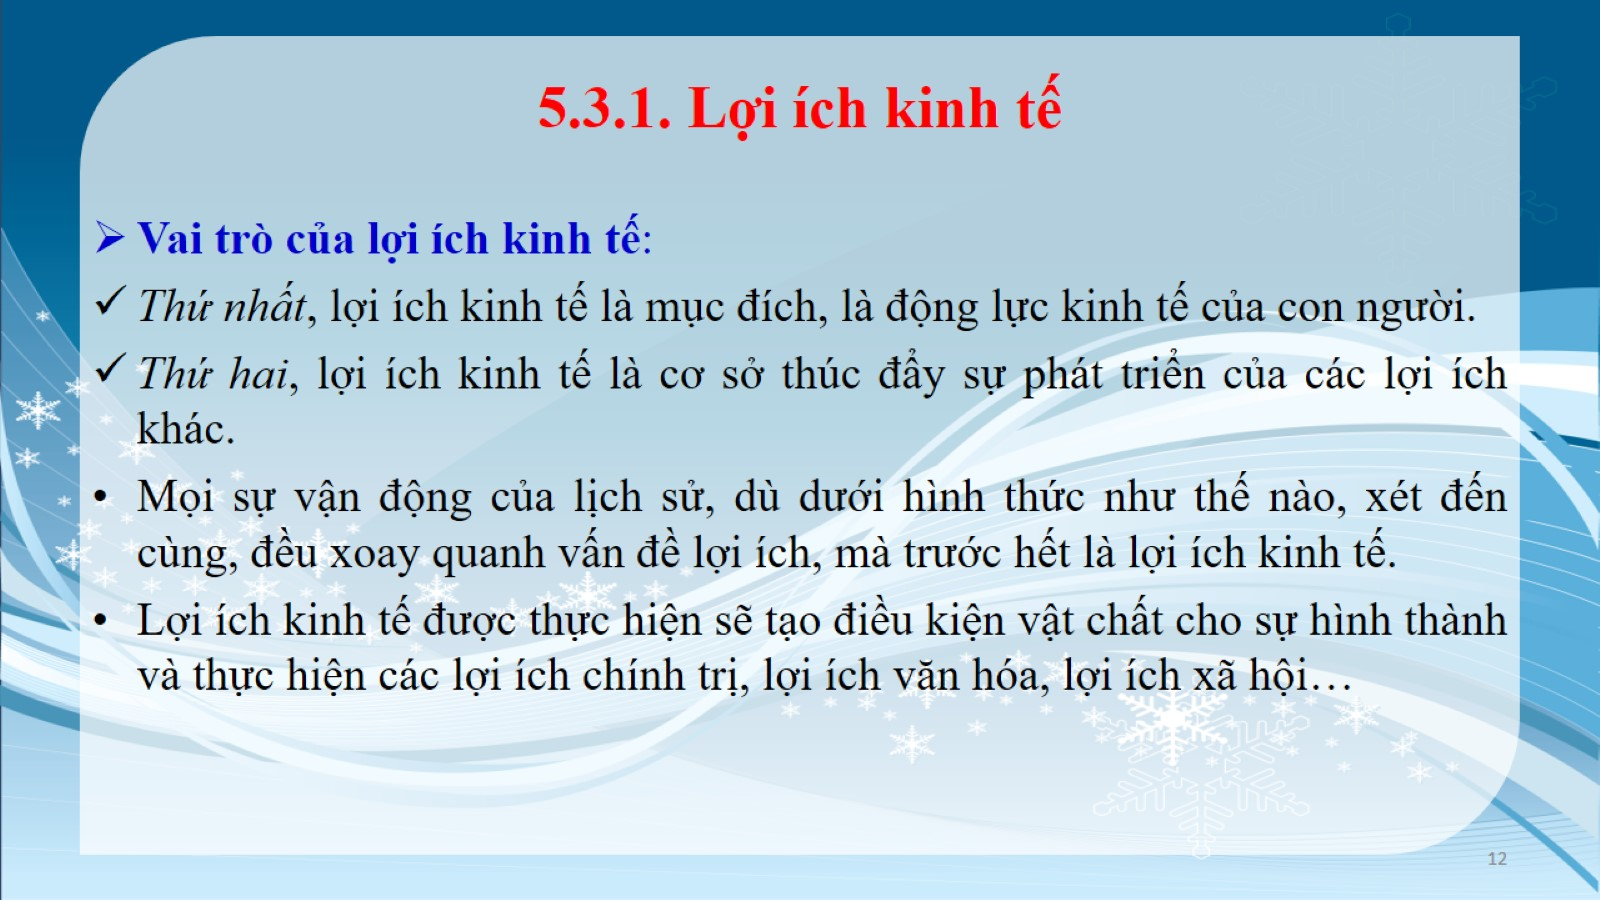 5.3.1. Lợi ích kinh tế
➢ Vai trò của lợi ích kinh tế:
✓ Thứ nhất, lợi ích kinh tế là mục đích, là động lực kinh tế của con người.
✓ Thứ hai, lợi ích kinh tế là cơ sở thúc đẩy sự phát triển của các lợi ích
khác.
• Mọi sự vận động của lịch sử, dù dưới hình thức như thế nào, xét đến
cùng, đều xoay quanh vấn đề lợi ích, mà trước hết là lợi ích kinh tế.
• Lợi ích kinh tế được thực hiện sẽ tạo điều kiện vật chất cho sự hình thành
và thực hiện các lợi ích chính trị, lợi ích văn hóa, lợi ích xã hội…
12